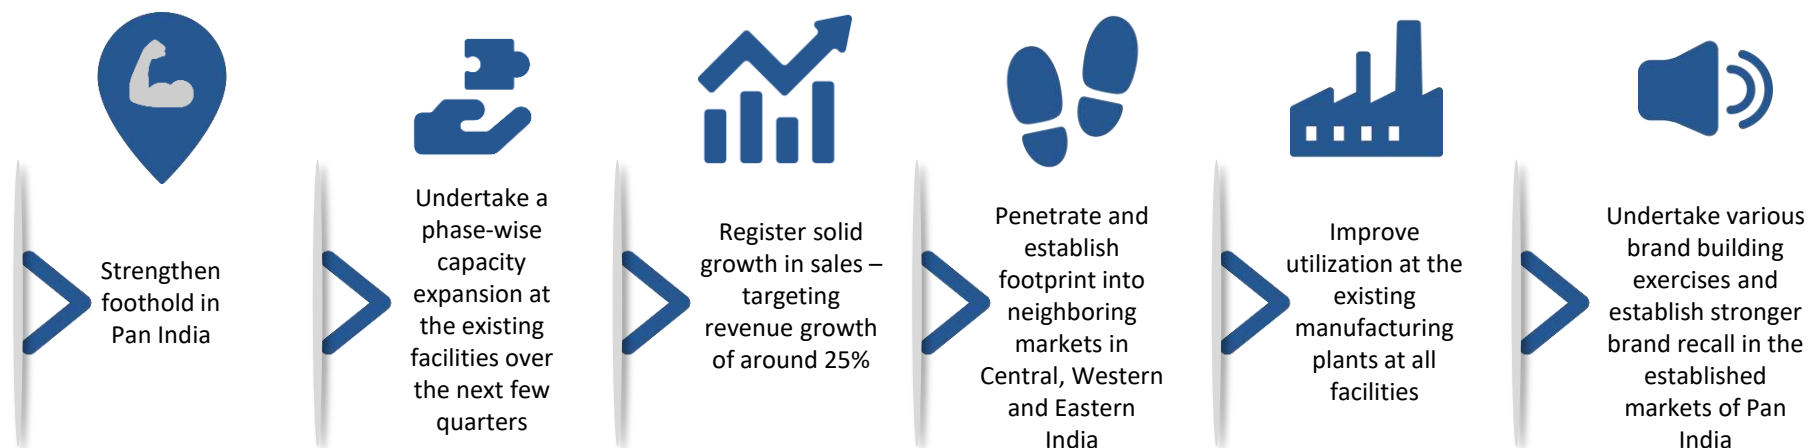 Strengthen
foothold in
Pan India
Undertake a
phase-wise
capacity
expansion at
the existing
facilities over
the next few
quarters
Register solid
growth in sales –
targeting
revenue growth
of around 25%
Penetrate and
establish
footprint into
neighboring
markets in
Central, Western
and Eastern
India
Improve
utilization at the
existing
manufacturing
plants at all
facilities
Undertake various
brand building
exercises and
establish stronger
brand recall in the
established
markets of Pan
India